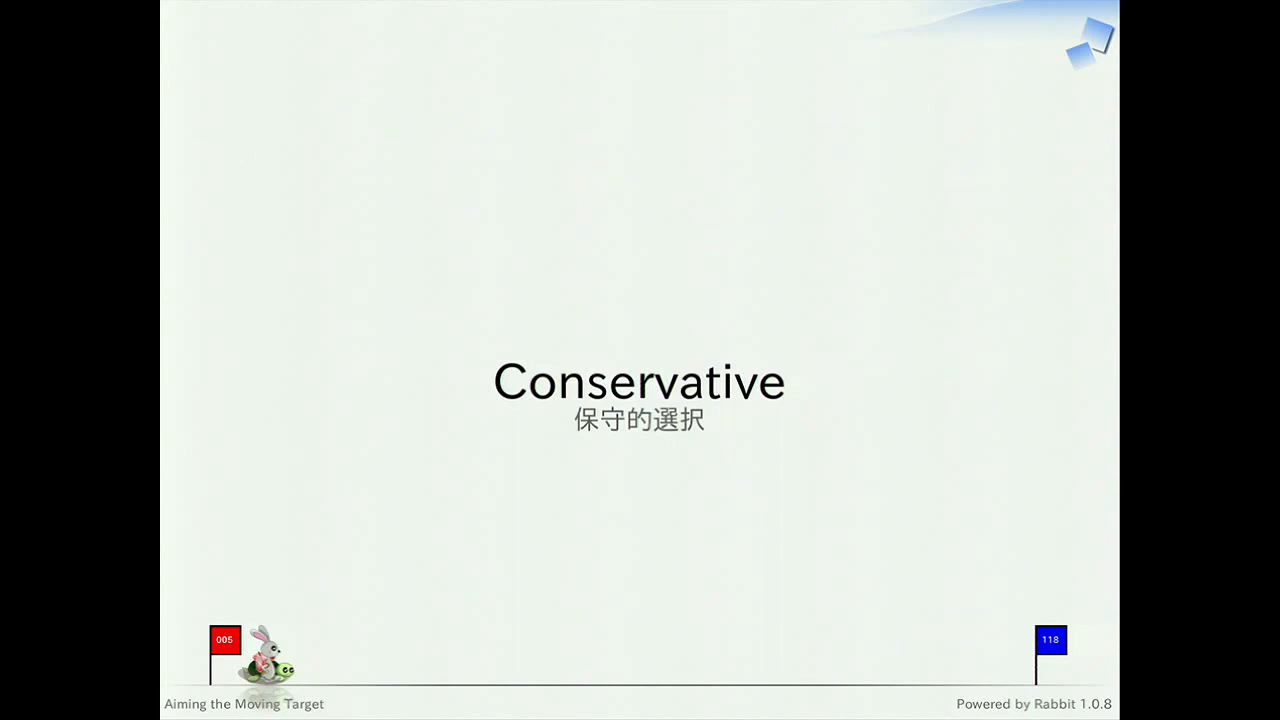 Conservative
保守的選択
005
118
Aiming the Moving Target
Powered by Rabbit 1.0.8